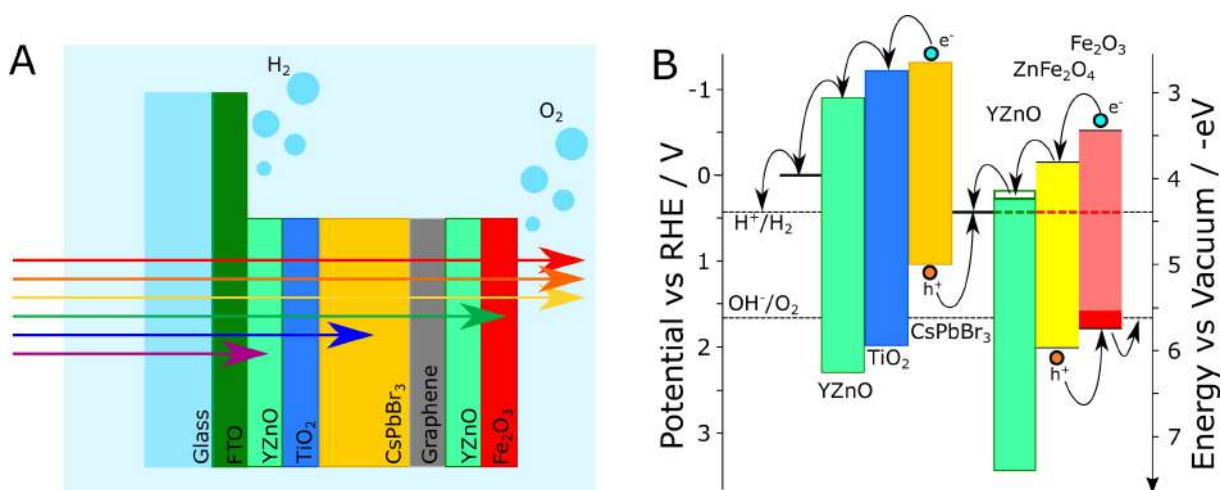 A
H₂
O₂
Glass
FTO
YZnO
TiO₂
CsPbBr₃
Graphene
YZnO
Fe₂O₃
B
Potential vs RHE / V
-1
0
1
2
3
H⁺/H₂
OH⁻/O₂
YZnO
TiO₂
CsPbBr₃
e⁻
h⁺
YZnO
ZnFe₂O₄
Fe₂O₃
e⁻
h⁺
3
4
5
6
7
Energy vs Vacuum / -eV